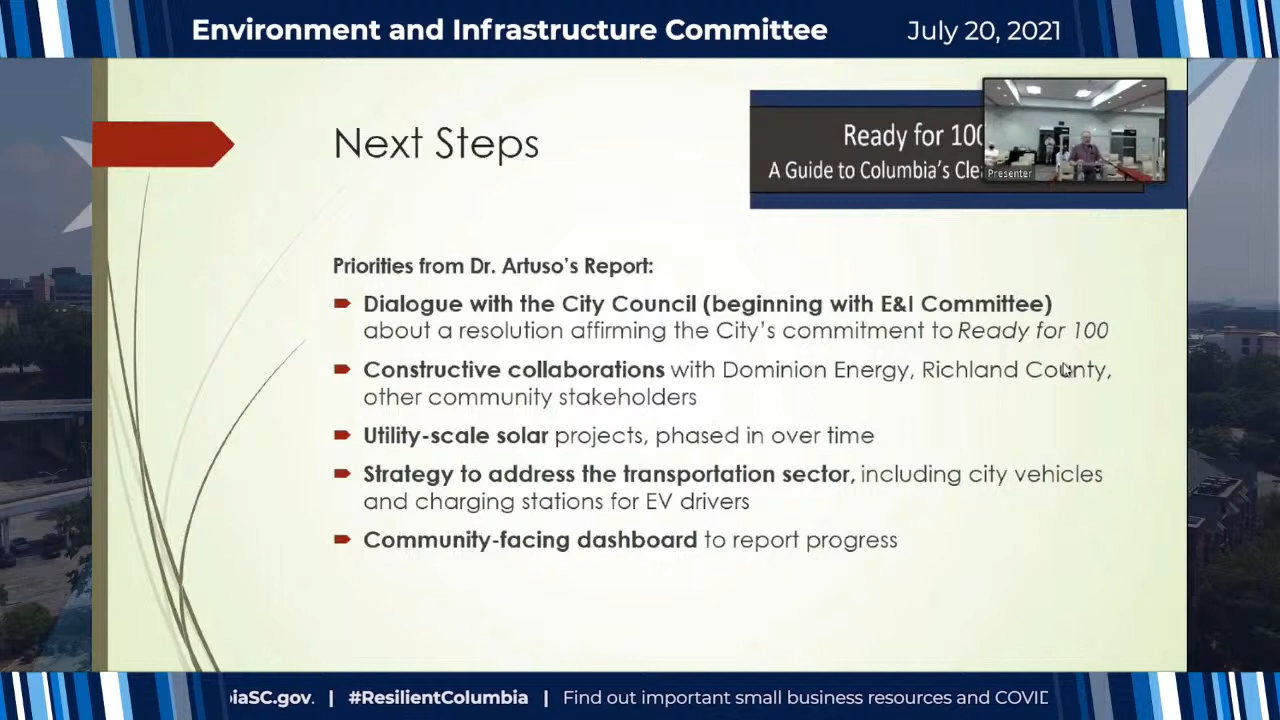 Environment and Infrastructure Committee
July 20, 2021
Next Steps
Ready for 100
A Guide to Columbia's
Presenter
Priorities from Dr. Artuso's Report:
Dialogue with the City Council (beginning with E&I Committee)
about a resolution affirming the City's commitment to Ready for 100
Constructive collaborations with Dominion Energy, Richland County,
other community stakeholders
Utility-scale solar projects, phased in over time
Strategy to address the transportation sector, including city vehicles
and charging stations for EV drivers
Community-facing dashboard to report progress
iaSC.gov. | #ResilientColumbia | Find out important small business resources and COVID